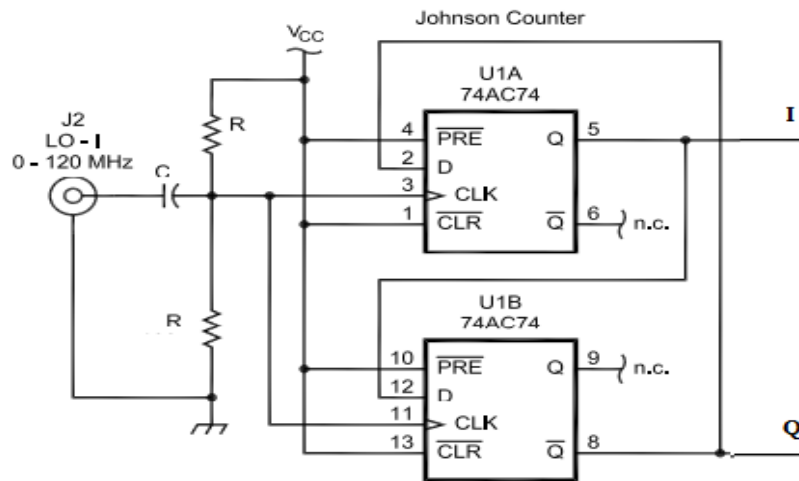 Johnson Counter
VCC
U1A
74AC74
J2
LO - I
0 - 120 MHz
R
C
4 PRE Q 5
I
2 D
3 CLK
1 CLR Q 6 n.c.
U1B
74AC74
R
10 PRE Q 9 n.c.
12 D
11 CLK
13 CLR Q 8
Q